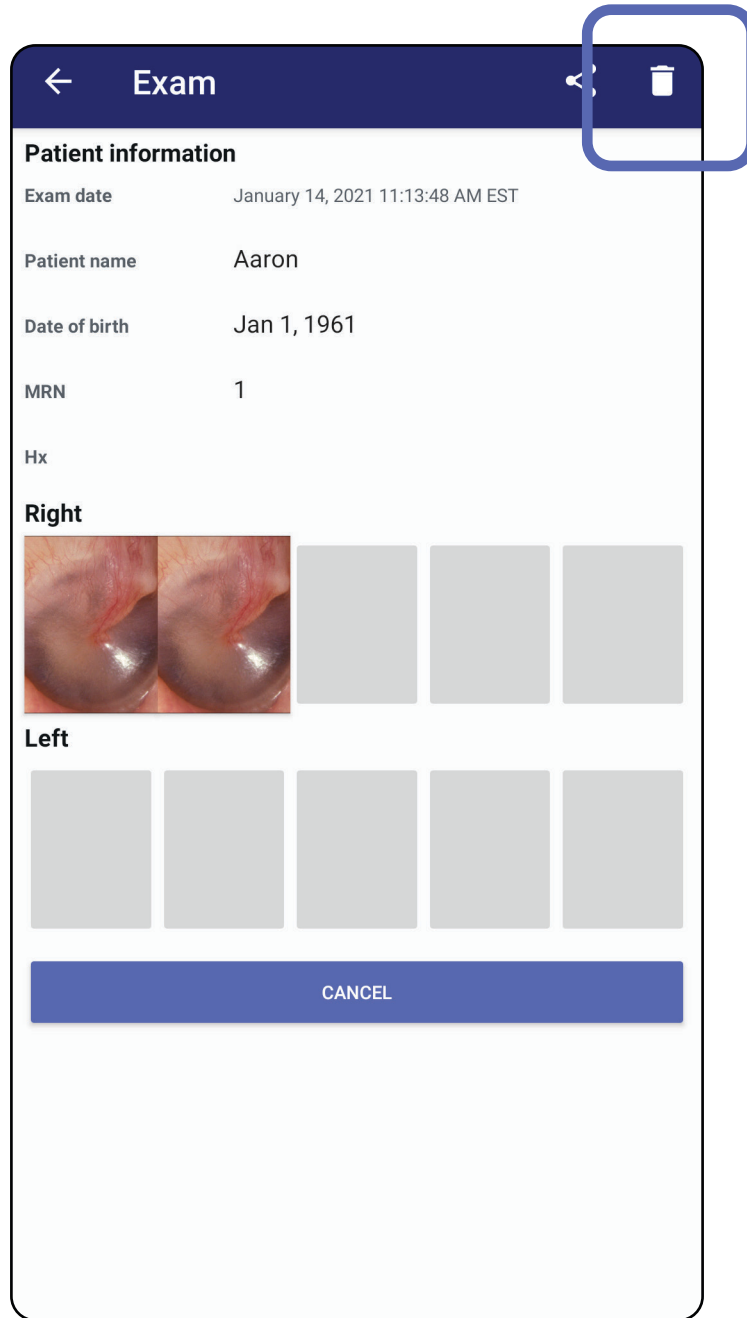 Exam
Patient information
Exam date January 14, 2021 11:13:48 AM EST
Patient name Aaron
Date of birth Jan 1, 1961
MRN 1
Hx
Right
Left
CANCEL